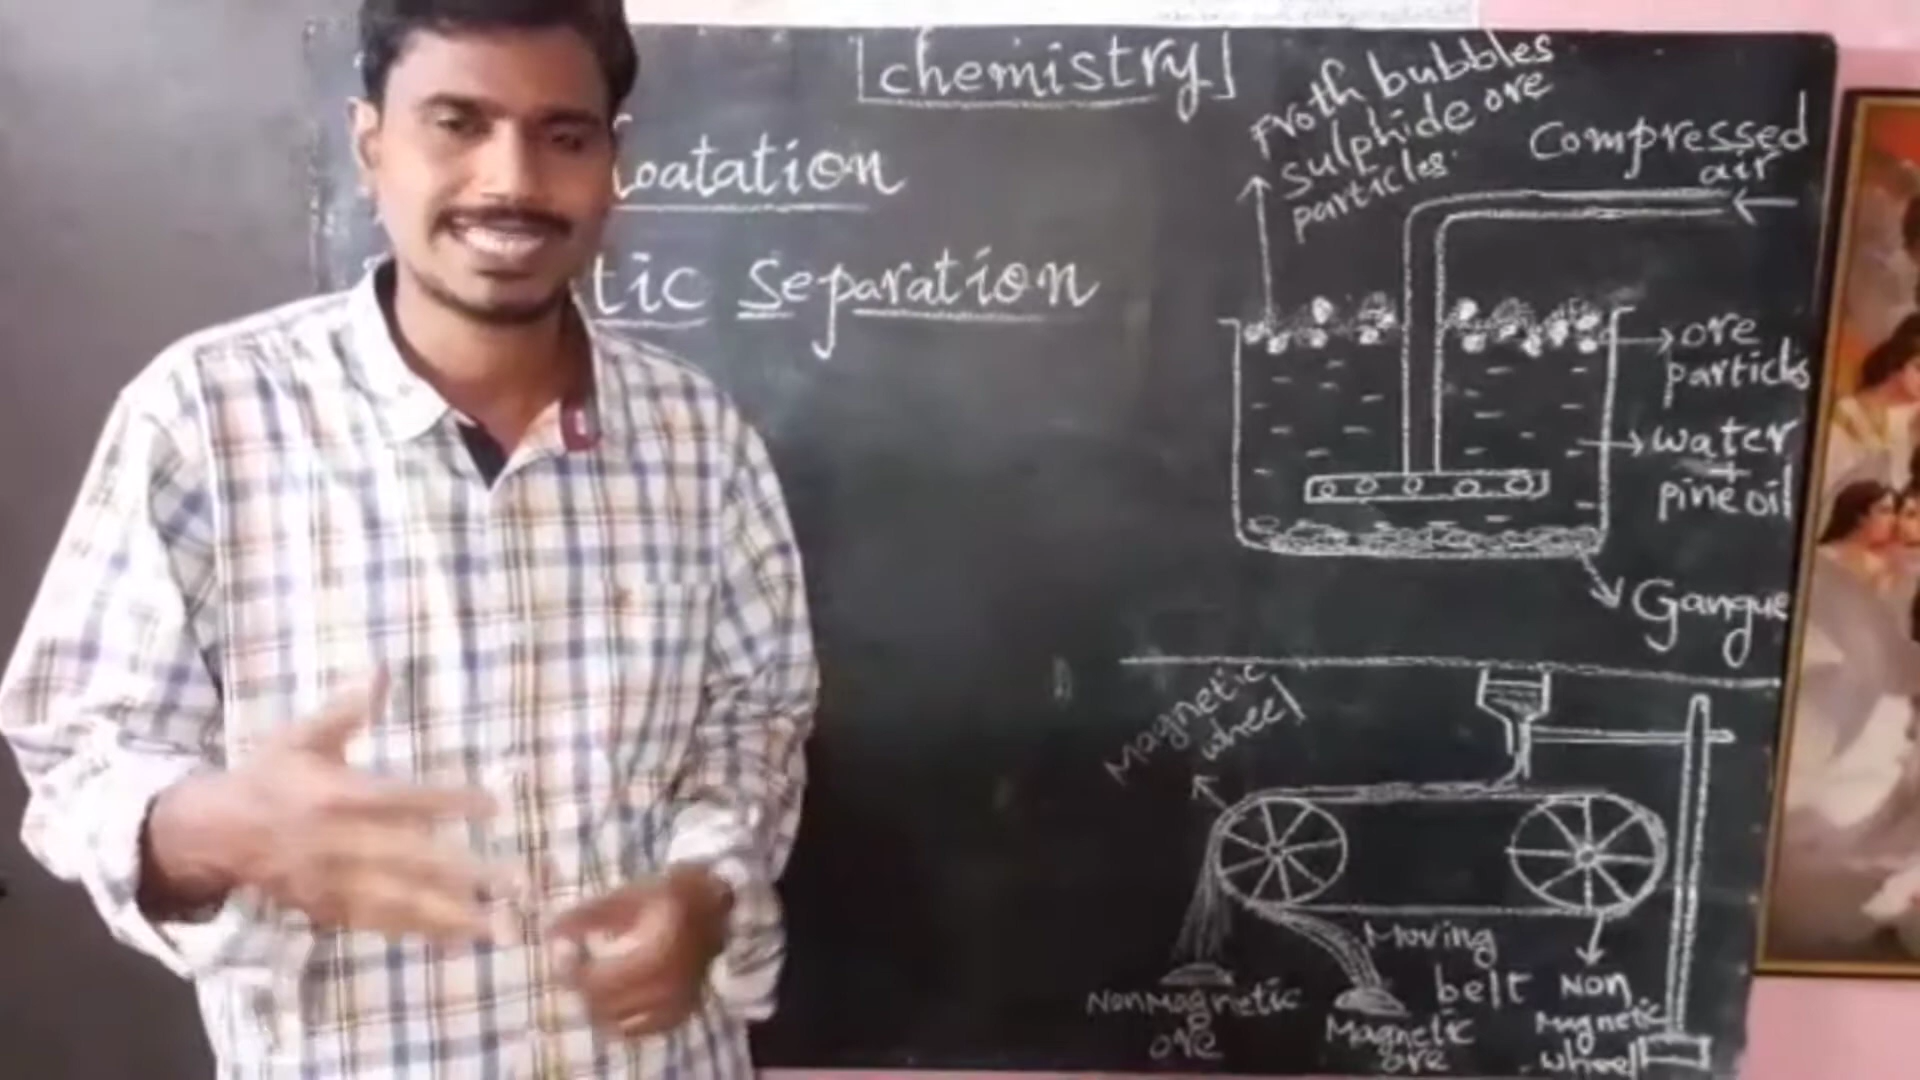 chemistry
loatation
tic Separation
Froth bubbles
sulphide ore
particles
Compressed
air
ore
particles
water
+
pine oil
Gangue
Magnetic
wheel
Moving
belt
Non Magnetic
ore
Magnetic
ore
Non
Magnetic
wheel